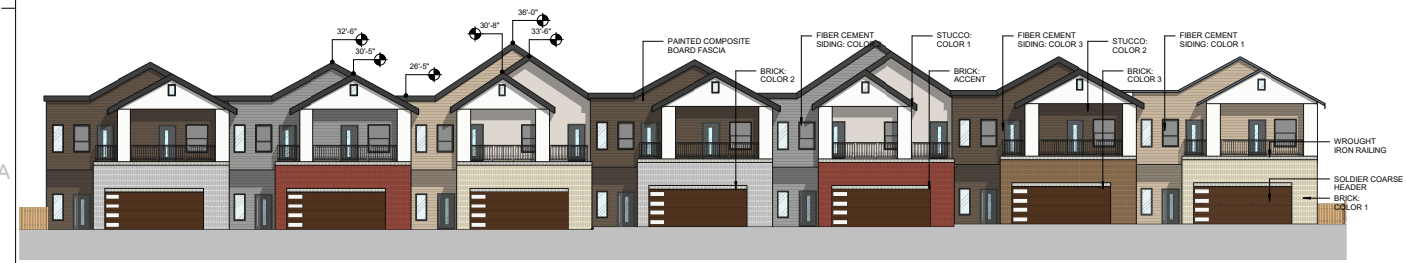 36'-0"
32'-6"
30'-8"
33'-6"
30'-5"
26'-5"
PAINTED COMPOSITE
BOARD FASCIA
BRICK:
COLOR 2
FIBER CEMENT
SIDING: COLOR
STUCCO:
COLOR 1
BRICK:
ACCENT
FIBER CEMENT
SIDING: COLOR 3
STUCCO:
COLOR 2
BRICK:
COLOR 3
FIBER CEMENT
SIDING: COLOR 1
WROUGHT
IRON RAILING
SOLDIER COARSE
HEADER
BRICK:
COLOR 1
A